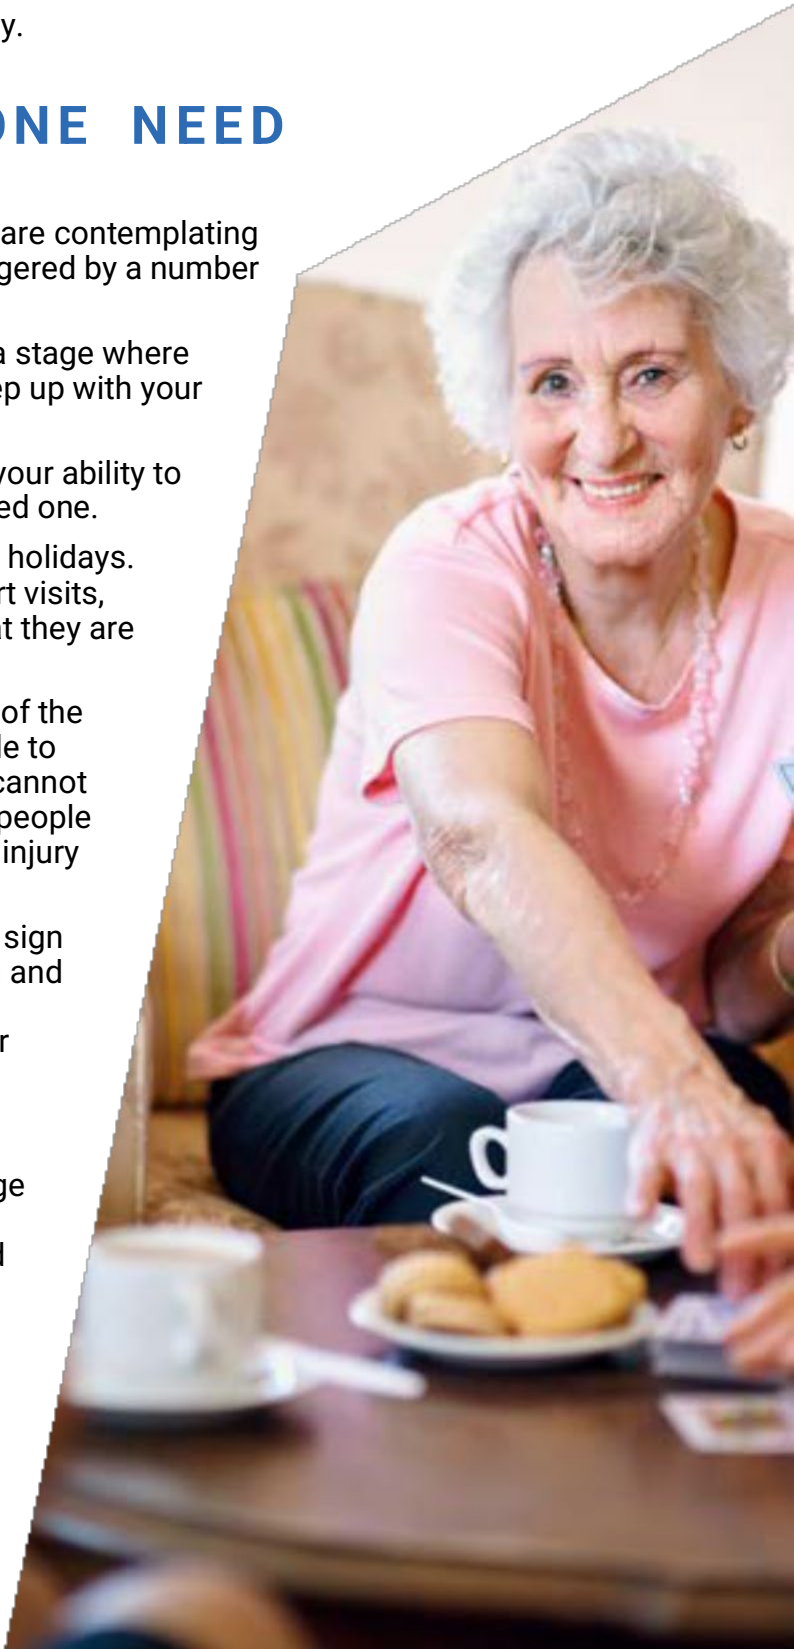 y.
ONE NEED
are contemplating
gered by a number
a stage where
ep up with your
your ability to
ed one.
holidays.
rt visits,
at they are
of the
le to
cannot
people
injury
sign
and
r
ge
d